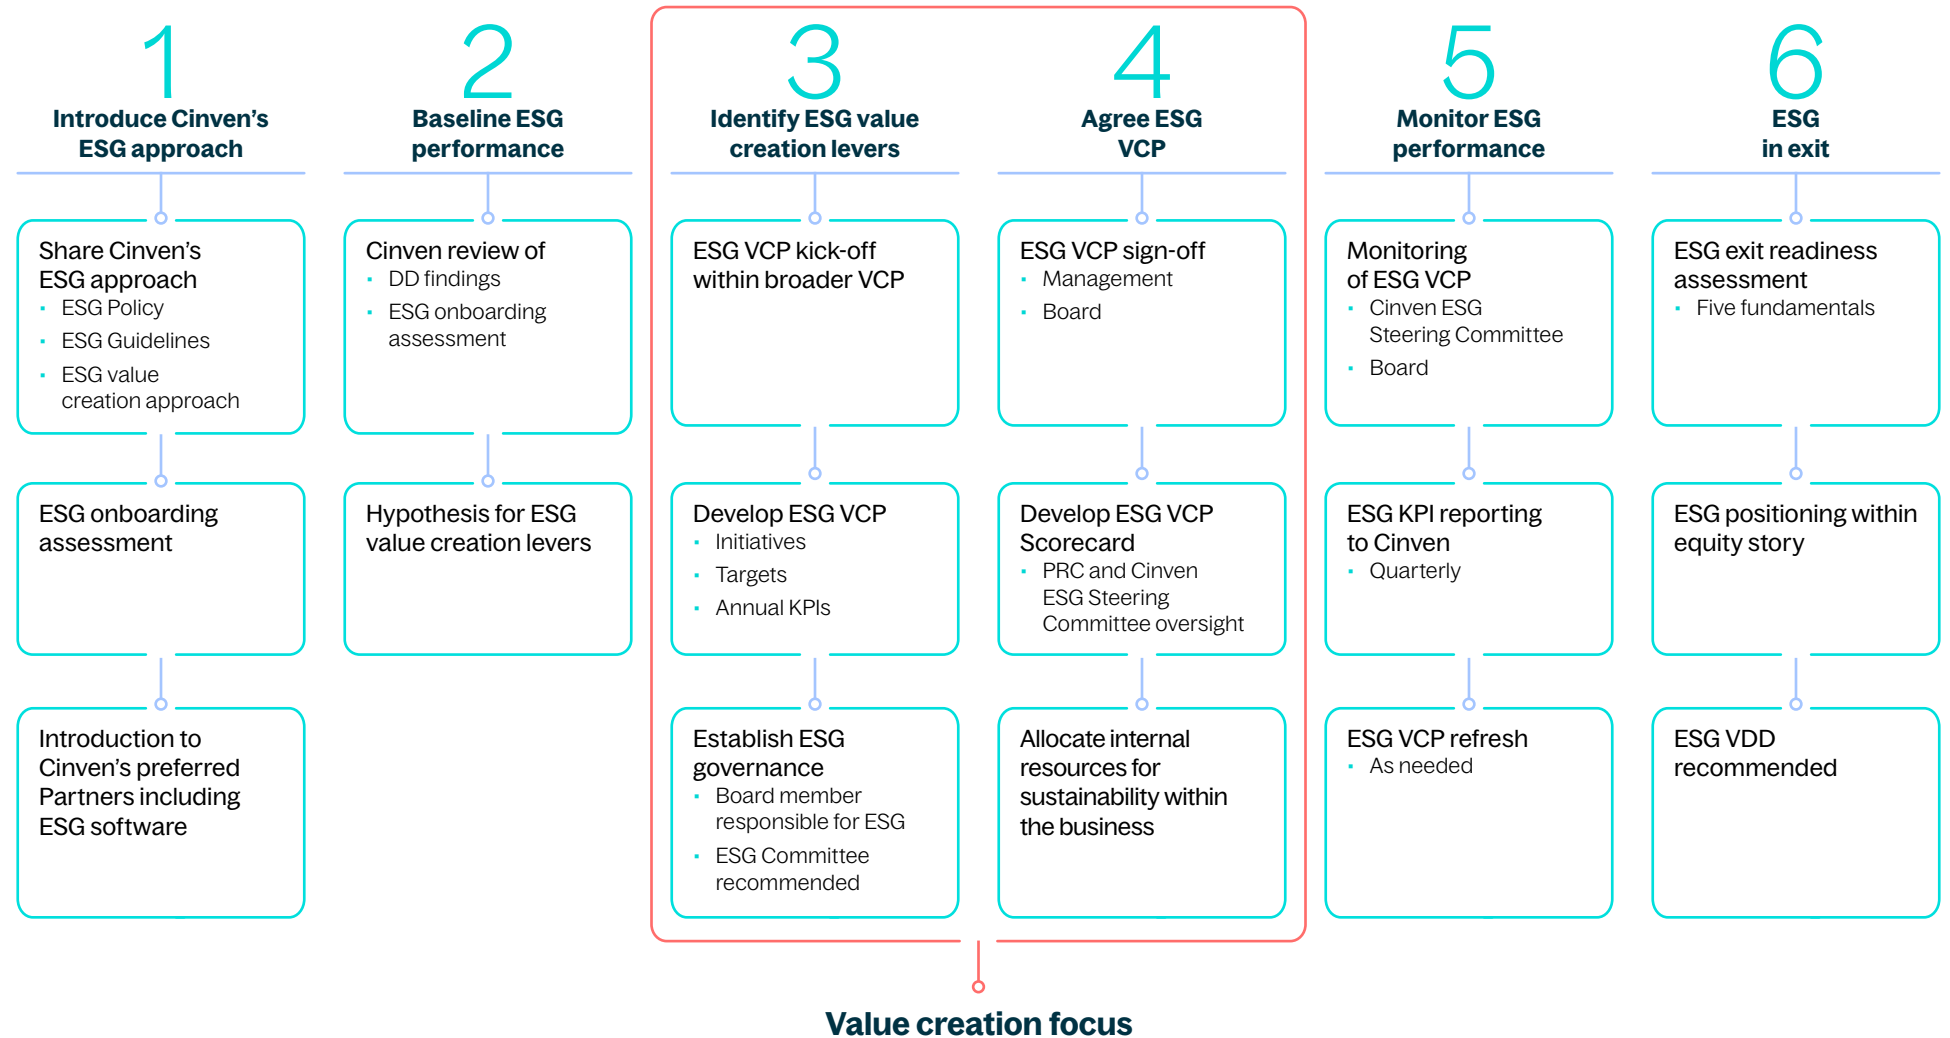 1
Introduce Cinven’s
ESG approach
Share Cinven’s
ESG approach
· ESG Policy
· ESG Guidelines
· ESG value
creation approach
ESG onboarding
assessment
Introduction to
Cinven’s preferred
Partners including
ESG software
2
Baseline ESG
performance
Cinven review of
· DD findings
· ESG onboarding
assessment
Hypothesis for ESG
value creation levers
3
Identify ESG value
creation levers
ESG VCP kick-off
within broader VCP
Develop ESG VCP
· Initiatives
· Targets
· Annual KPIs
Establish ESG
governance
· Board member
responsible for ESG
· ESG Committee
recommended
4
Agree ESG
VCP
ESG VCP sign-off
· Management
· Board
Develop ESG VCP
Scorecard
· PRC and Cinven
ESG Steering
Committee oversight
Allocate internal
resources for
sustainability within
the business
5
Monitor ESG
performance
Monitoring
of ESG VCP
· Cinven ESG
Steering Committee
· Board
ESG KPI reporting
to Cinven
· Quarterly
ESG VCP refresh
· As needed
6
ESG
in exit
ESG exit readiness
assessment
· Five fundamentals
ESG positioning within
equity story
ESG VDD
recommended
Value creation focus